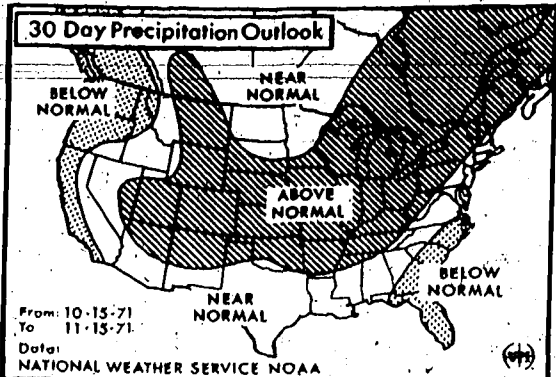 30 Day Precipitation Outlook
NEAR
NORMAL
BELOW
NORMAL
ABOVE
NORMAL
BELOW
NORMAL
NEAR
NORMAL
From: 10-15-71
To 11-15-71
Data:
NATIONAL WEATHER SERVICE NOAA